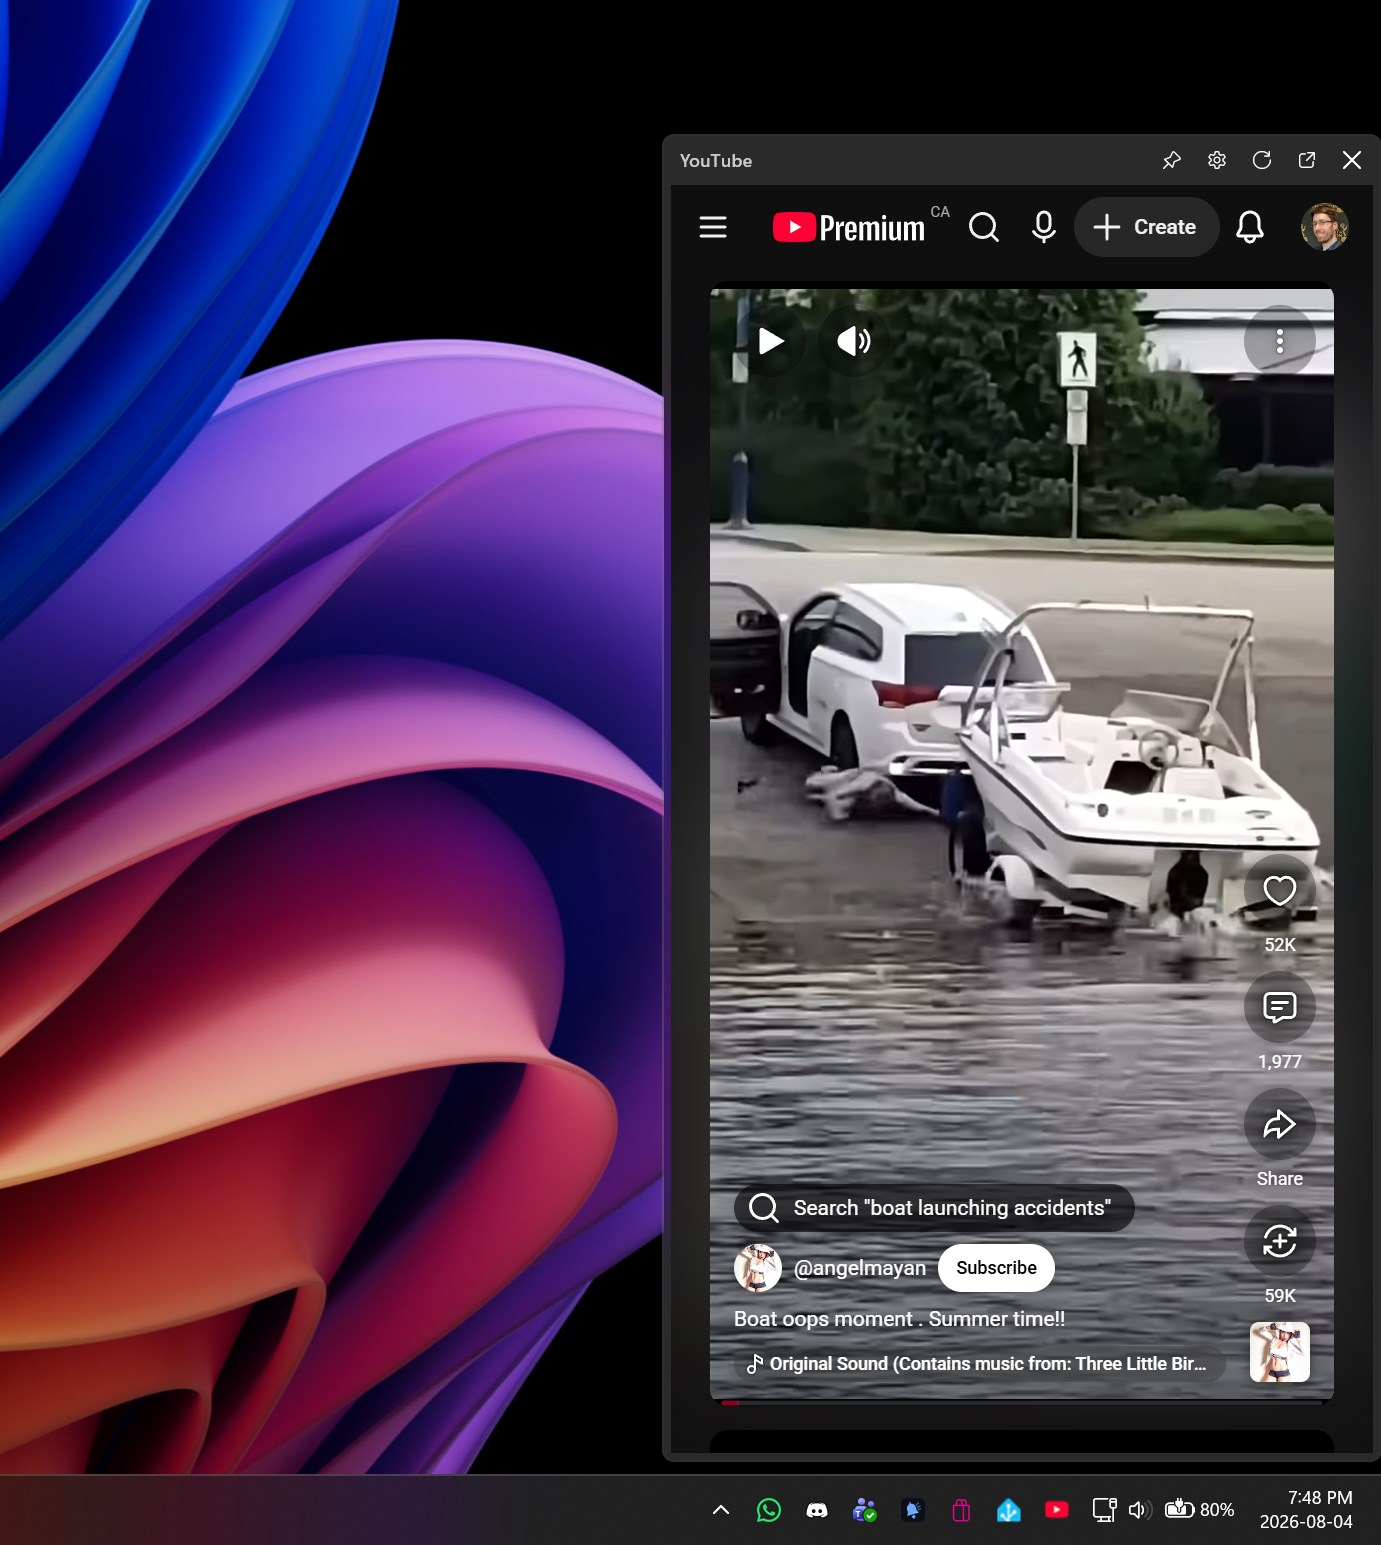 YouTube
Premium CA
Create
52K
1,977
Share
Search "boat launching accidents"
@angelmayan Subscribe
59K
Boat oops moment . Summer time!!
Original Sound (Contains music from: Three Little Bir...
80%
7:48 PM
2026-08-04